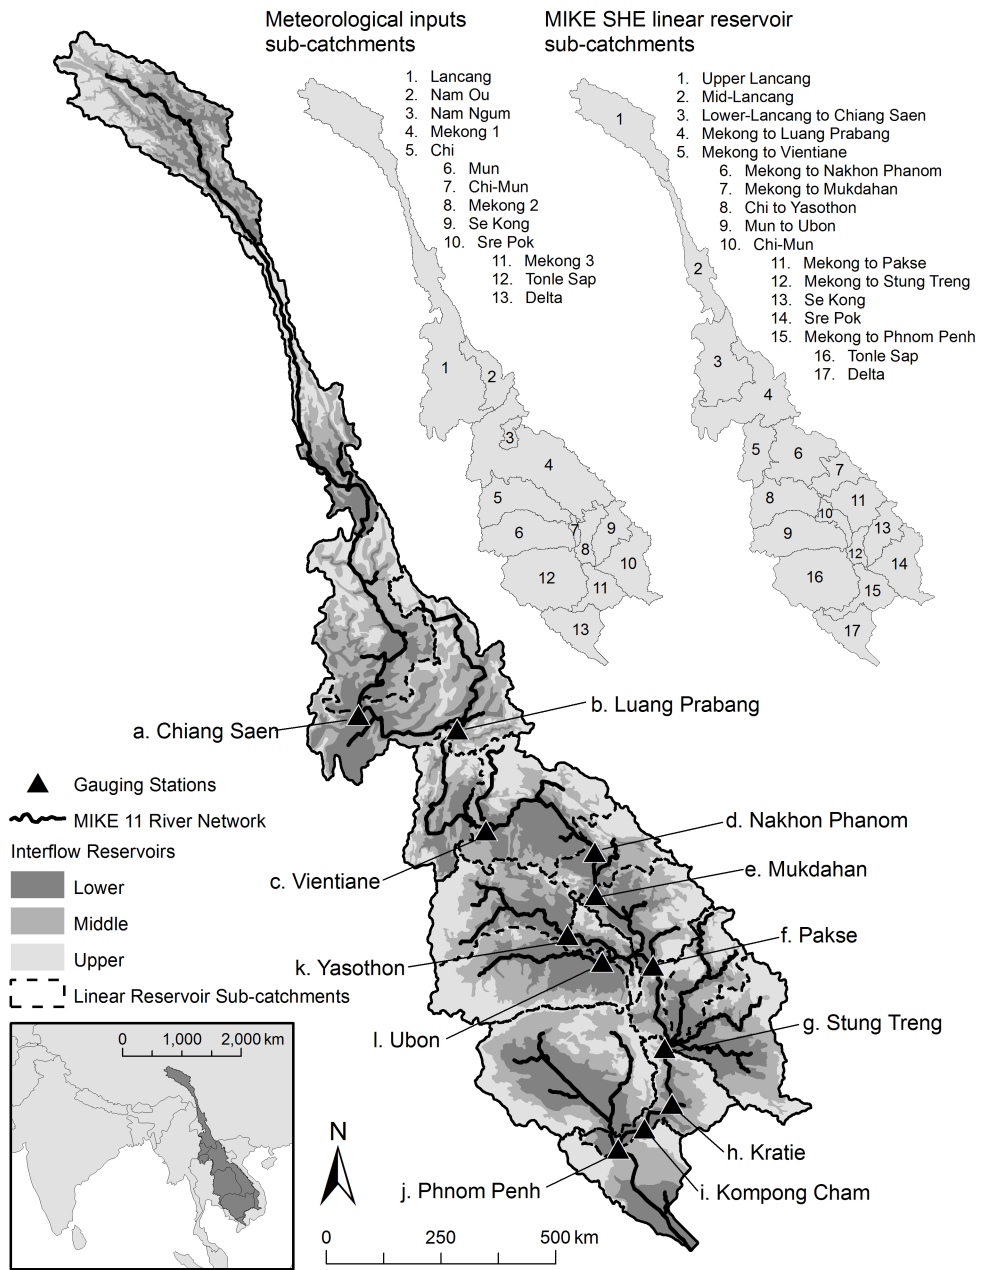 Meteorological inputs
sub-catchments
1. Lancang
2. Nam Ou
3. Nam Ngum
4. Mekong 1
5. Chi
6. Mun
7. Chi-Mun
8. Mekong 2
9. Se Kong
10. Sre Pok
11. Mekong 3
12. Tonle Sap
13. Delta
1
2
3
4
5
6
7
8
9
10
11
12
13
MIKE SHE linear reservoir
sub-catchments
1. Upper Lancang
2. Mid-Lancang
3. Lower-Lancang to Chiang Saen
4. Mekong to Luang Prabang
5. Mekong to Vientiane
6. Mekong to Nakhon Phanom
7. Mekong to Mukdahan
8. Chi to Yasothon
9. Mun to Ubon
10. Chi-Mun
11. Mekong to Pakse
12. Mekong to Stung Treng
13. Se Kong
14. Sre Pok
15. Mekong to Phnom Penh
16. Tonle Sap
17. Delta
1
2
3
4
5
6
7
8
9
10
11
12
13
14
15
16
17
a. Chiang Saen
b. Luang Prabang
c. Vientiane
d. Nakhon Phanom
e. Mukdahan
f. Pakse
k. Yasothon
l. Ubon
g. Stung Treng
h. Kratie
i. Kompong Cham
j. Phnom Penh
Gauging Stations
MIKE 11 River Network
Interflow Reservoirs
Lower
Middle
Upper
Linear Reservoir Sub-catchments
0 1,000 2,000 km
N
0 250 500 km